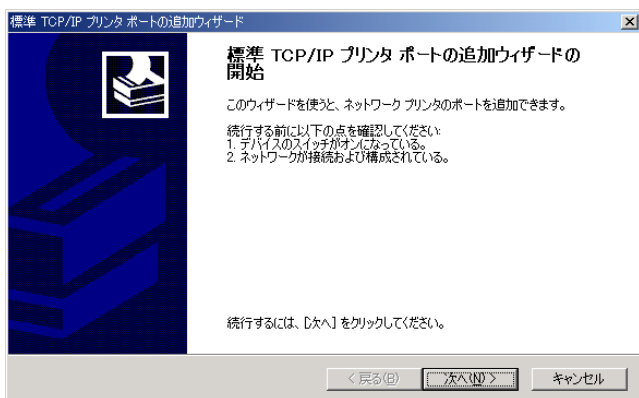 標準 TCP/IP プリンタ ポートの追加ウィザード
標準 TCP/IP プリンタ ポートの追加ウィザードの
開始
このウィザードを使うと、ネットワーク プリンタのポートを追加できます。
続行する前に以下の点を確認してください:
1. デバイスのスイッチがオンになっている。
2. ネットワークが接続および構成されている。
続行するには、[次へ] をクリックしてください。
< 戻る(B)
次へ(N) >
キャンセル